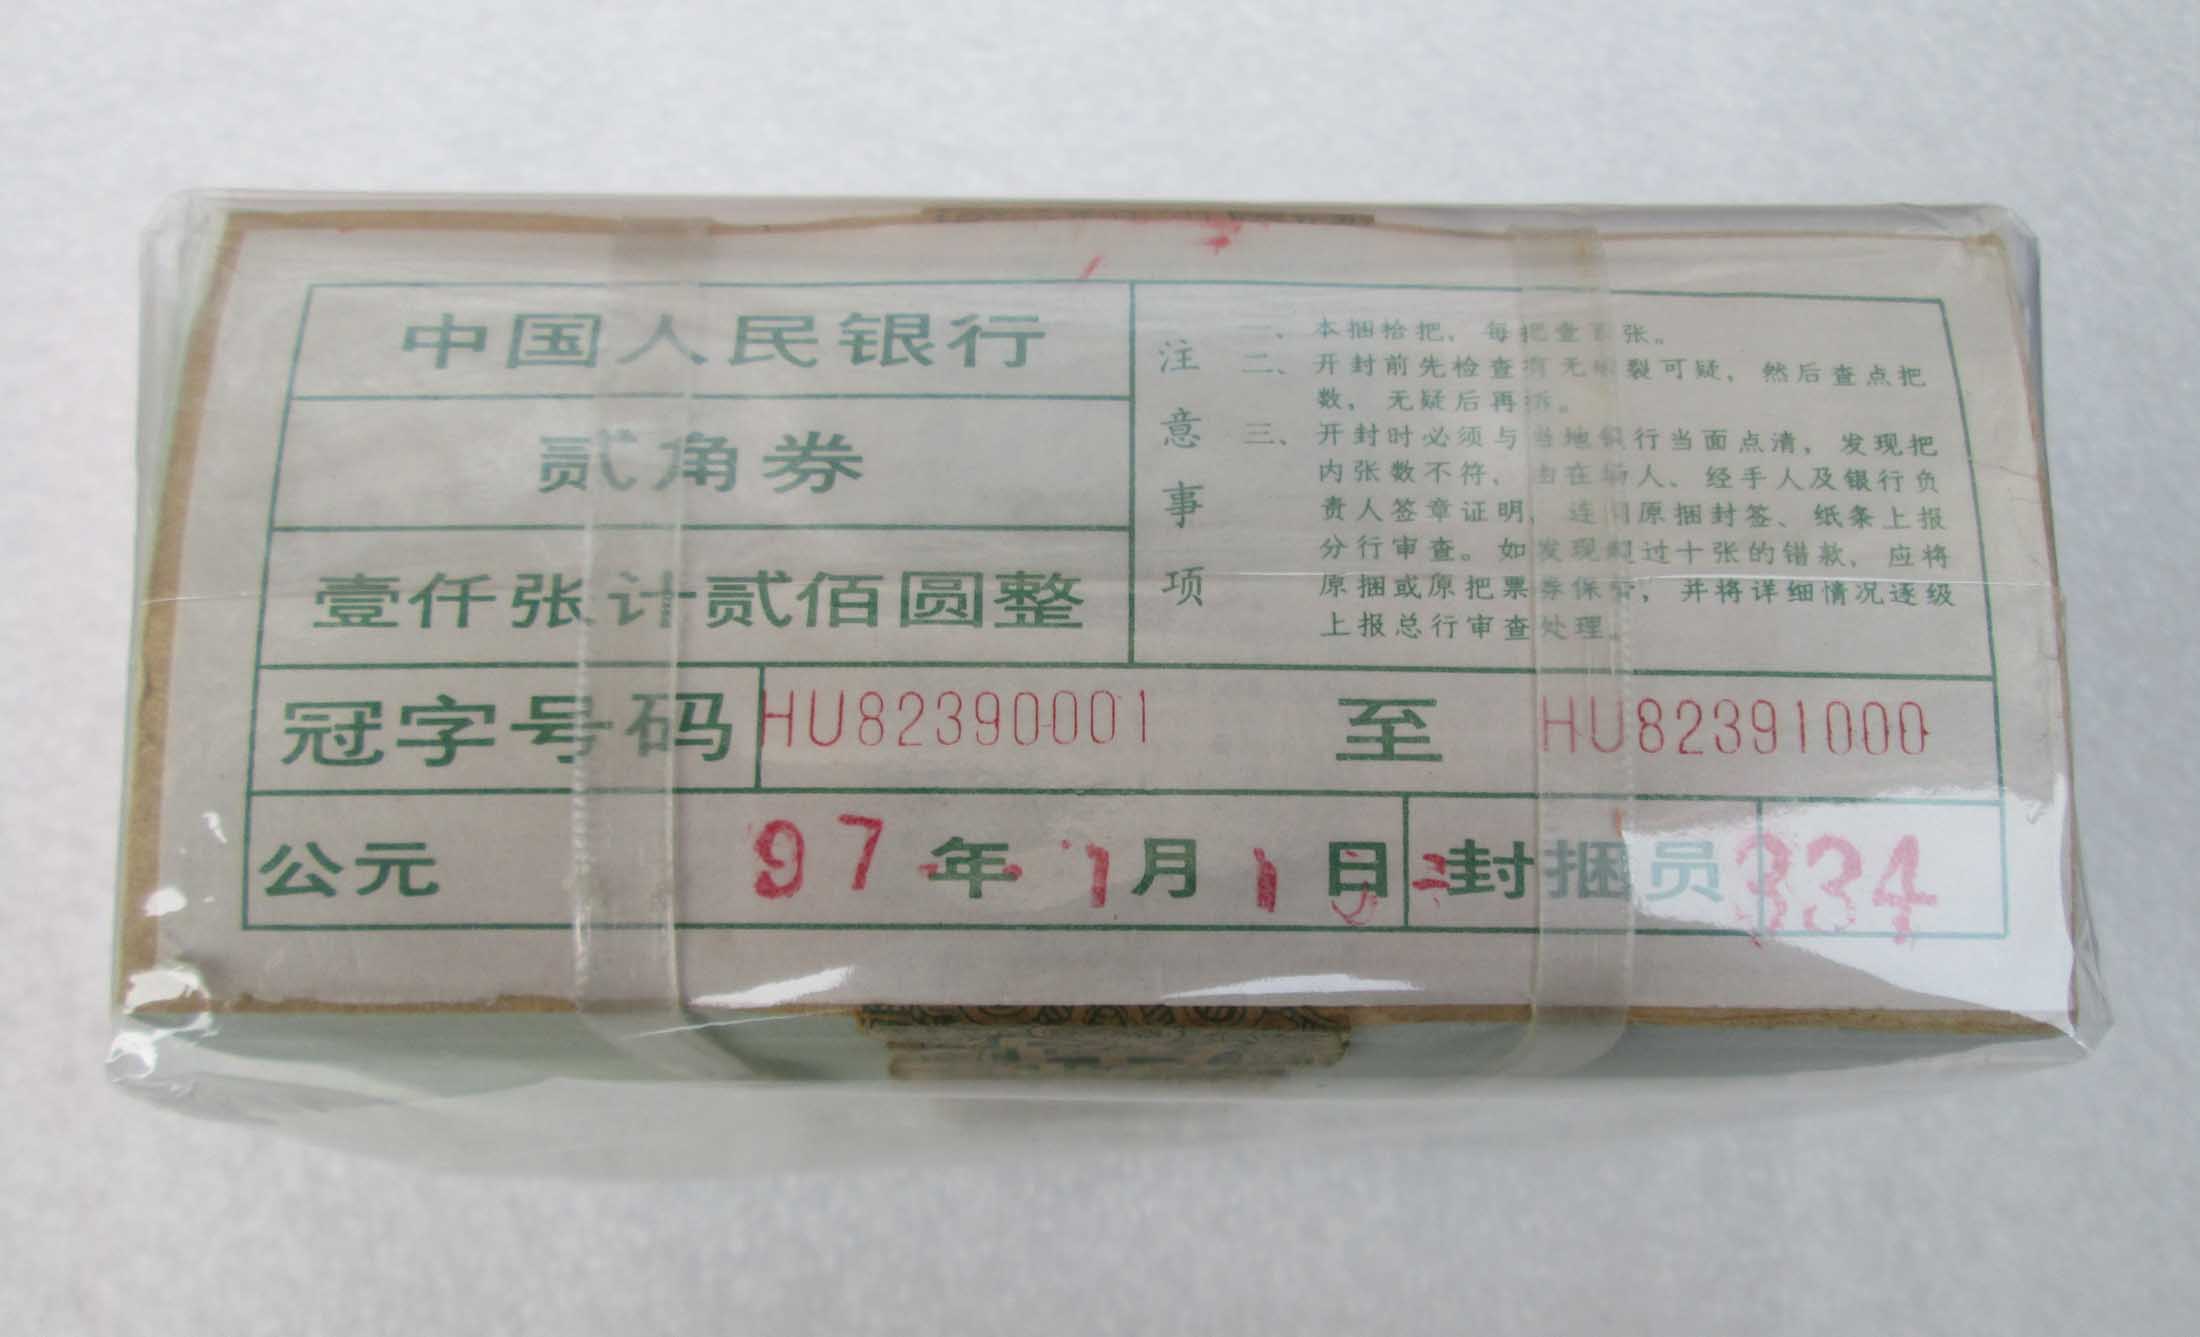 中国人民银行
贰角券
壹仟张计贰佰圆整
注意事项
一、本捆拾把，每把壹百张。
二、开封前先检查有无破裂可疑，然后查点把
数，无疑后再拆。
三、开封时必须与当地银行当面点清，发现把
内张数不符，由在场人、经手人及银行负
责人签章证明，连同原捆封签、纸条上报
分行审查。如发现超过十张的错款，应将
原捆或原把票券保管，并将详细情况逐级
上报总行审查处理。
冠字号码 HU82390001 至 HU82391000
公元 97年1月1日 封捆员 334